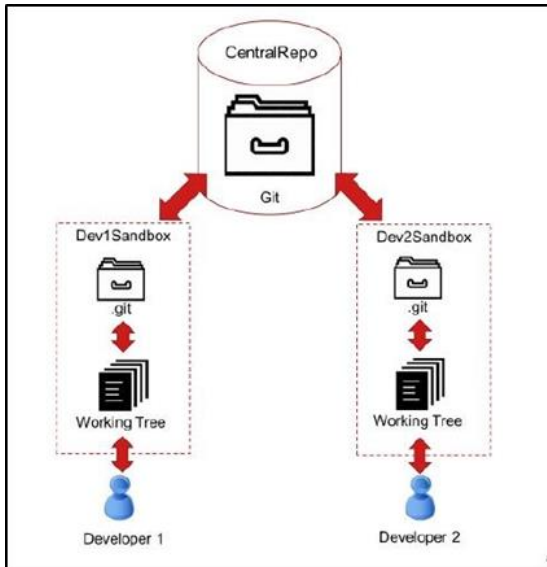 CentralRepo
Git
Dev1Sandbox
Dev2Sandbox
.git
.git
Working Tree
Working Tree
Developer 1
Developer 2